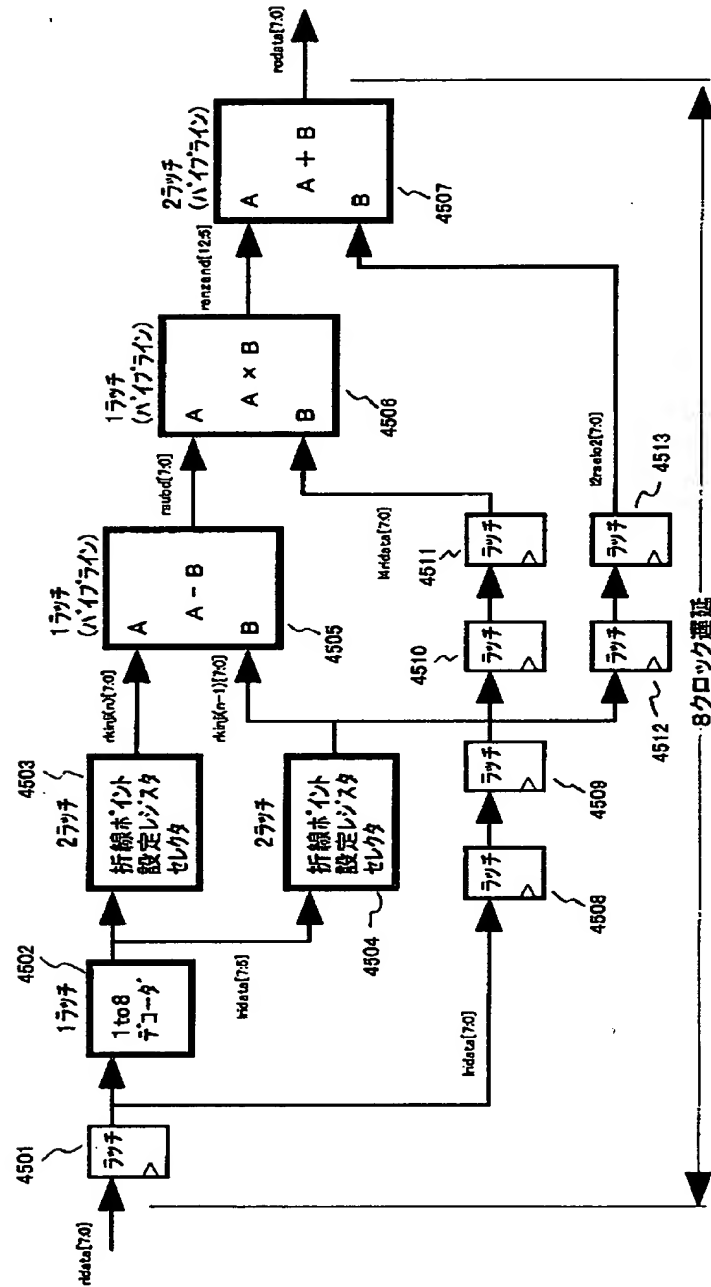 ridata[7:0]
4501
ラッチ
4502
1ラッチ
1to8
デコーダ
lridata[7:5]
lridata[7:0]
4503
2ラッチ
折線ポイント
設定レジスタ
セレクタ
2ラッチ
折線ポイント
設定レジスタ
セレクタ
4504
rkinj(n)[7:0]
rkinj(n-1)[7:0]
1ラッチ
(パイプライン)
A
A - B
B
4505
rsubd[7:0]
1ラッチ
(パイプライン)
A
A × B
B
4506
2ラッチ
(パイプライン)
A
A + B
B
4507
rodata[7:0]
ラッチ
4508
ラッチ
4509
4510
ラッチ
4511
ラッチ
l4ridata[7:0]
ラッチ
4512
ラッチ
4513
8クロック遅延